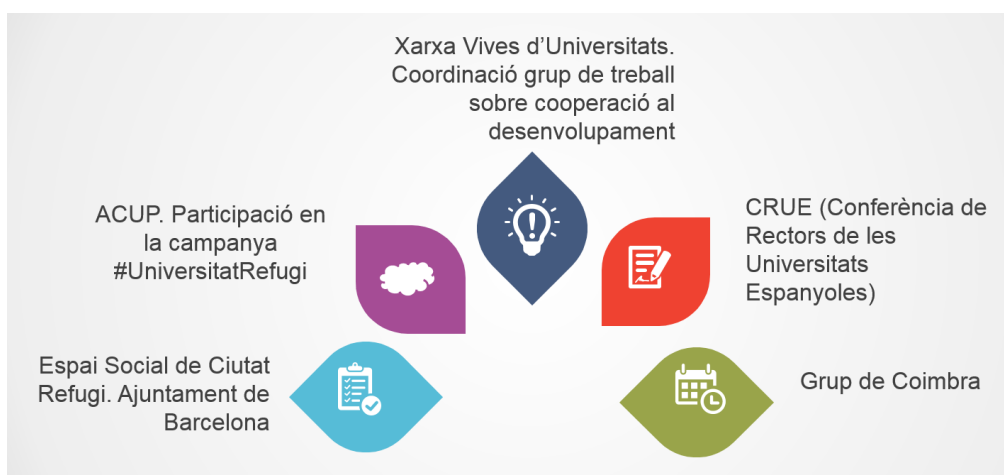 Xarxa Vives d’Universitats.
Coordinació grup de treball
sobre cooperació al
desenvolupament
ACUP. Participació en
la campanya
#UniversitatRefugi
CRUE (Conferència de
Rectors de les
Universitats
Espanyoles)
Espai Social de Ciutat
Refugi. Ajuntament de
Barcelona
Grup de Coimbra